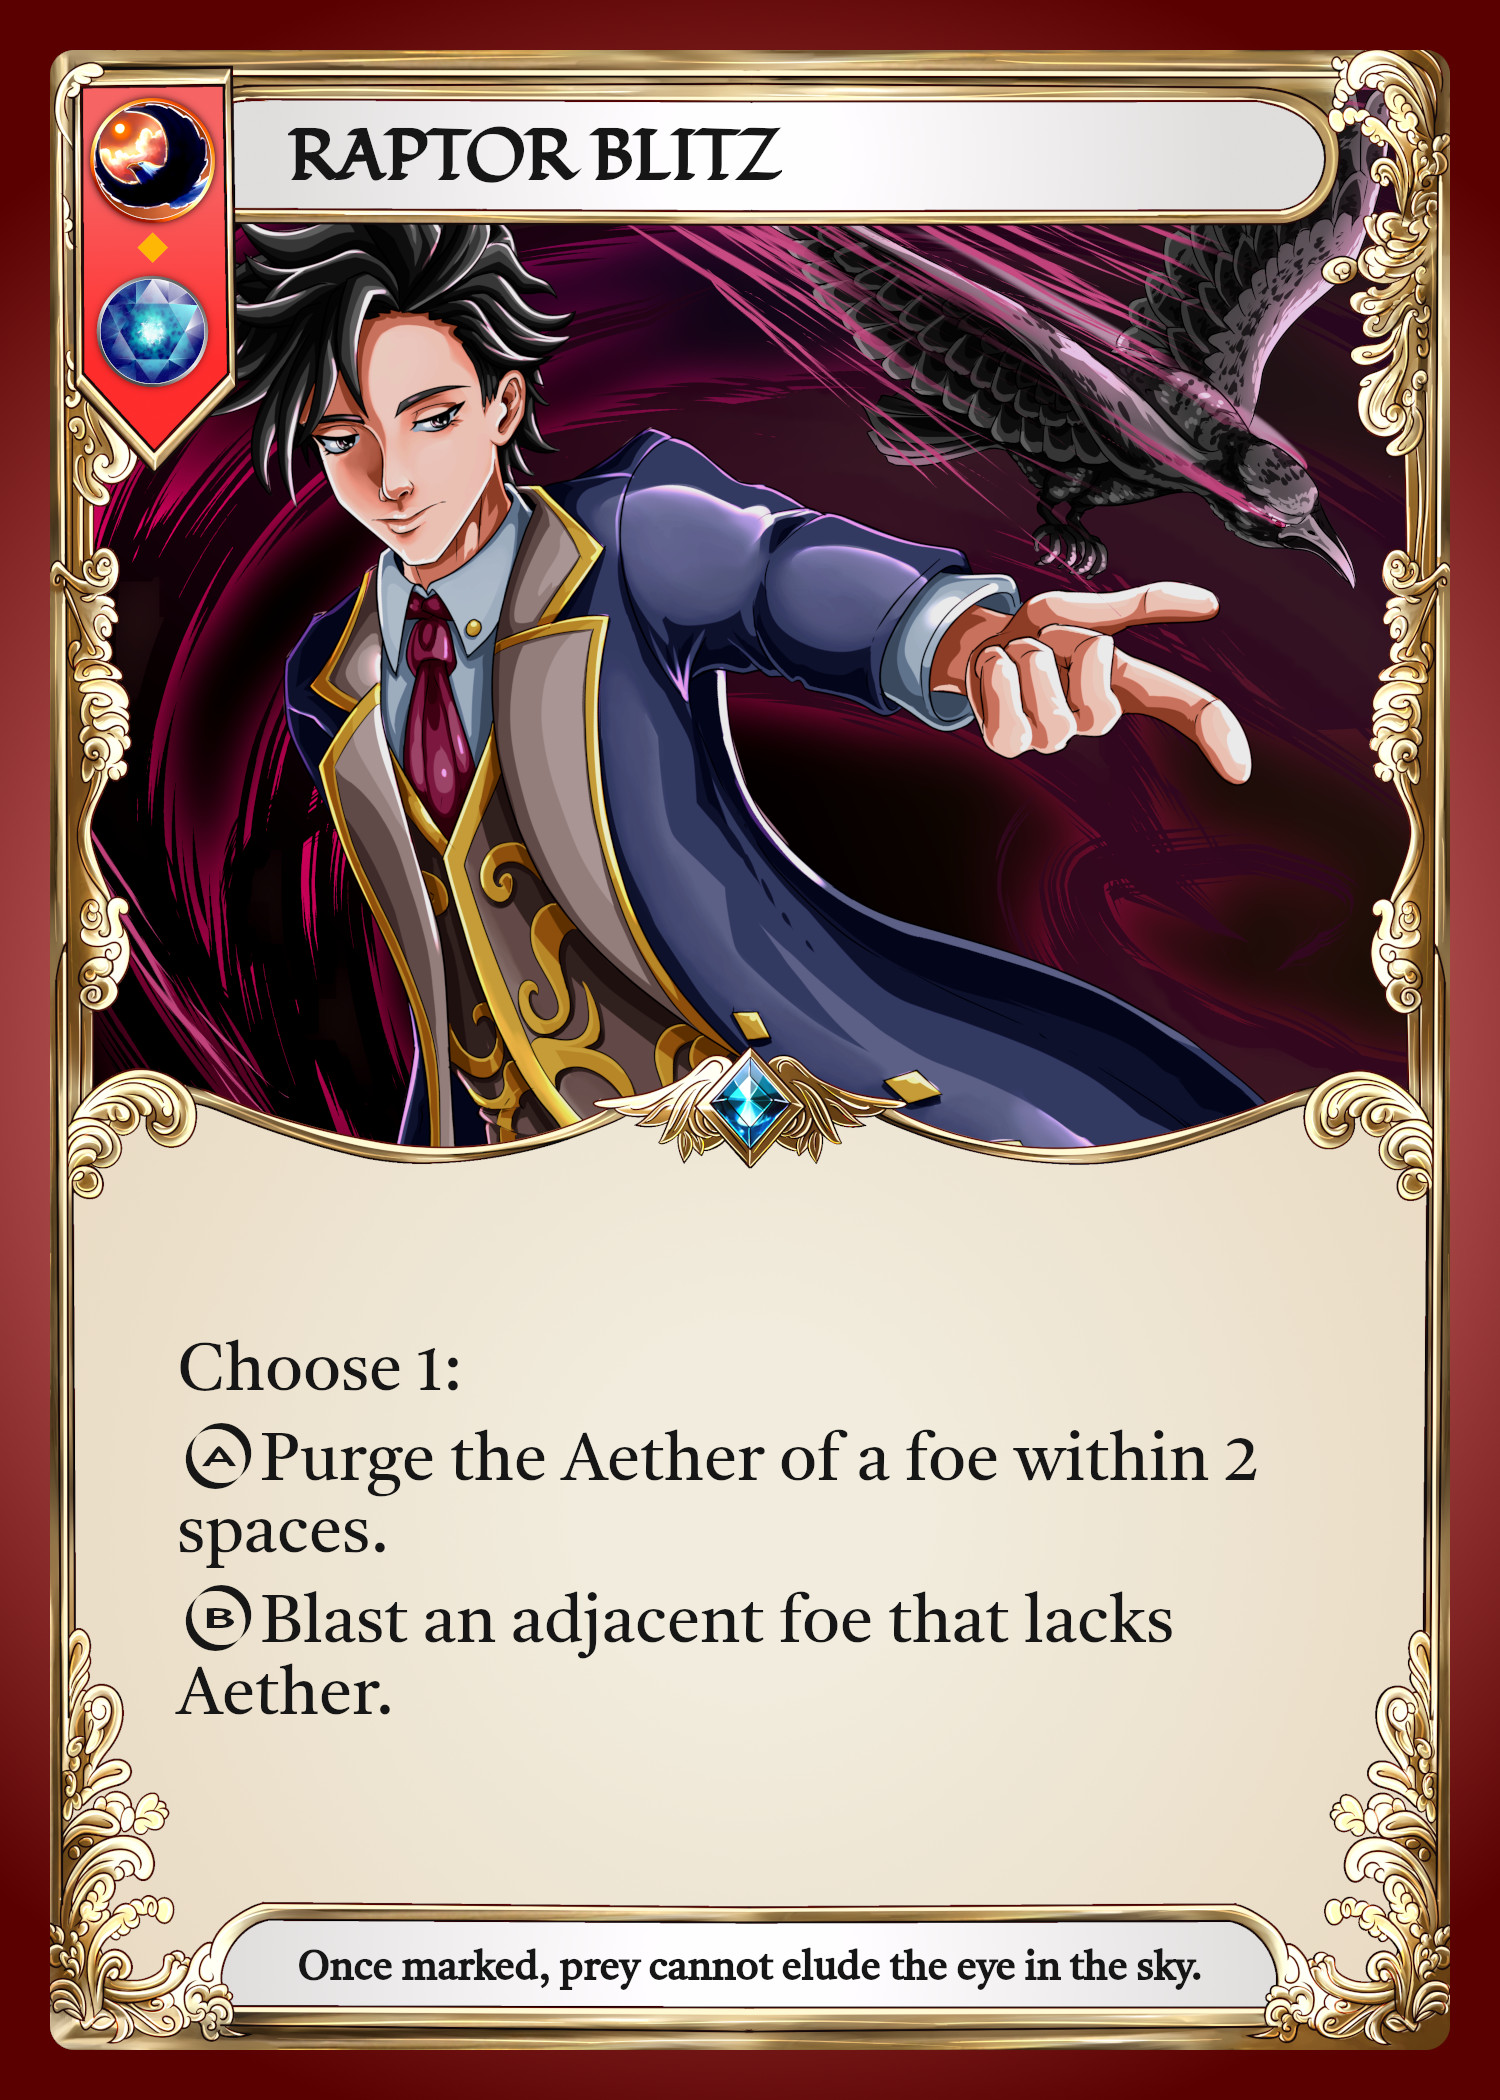 RAPTOR BLITZ
Choose 1:
Ⓐ Purge the Aether of a foe within 2
spaces.
Ⓑ Blast an adjacent foe that lacks
Aether.
Once marked, prey cannot elude the eye in the sky.